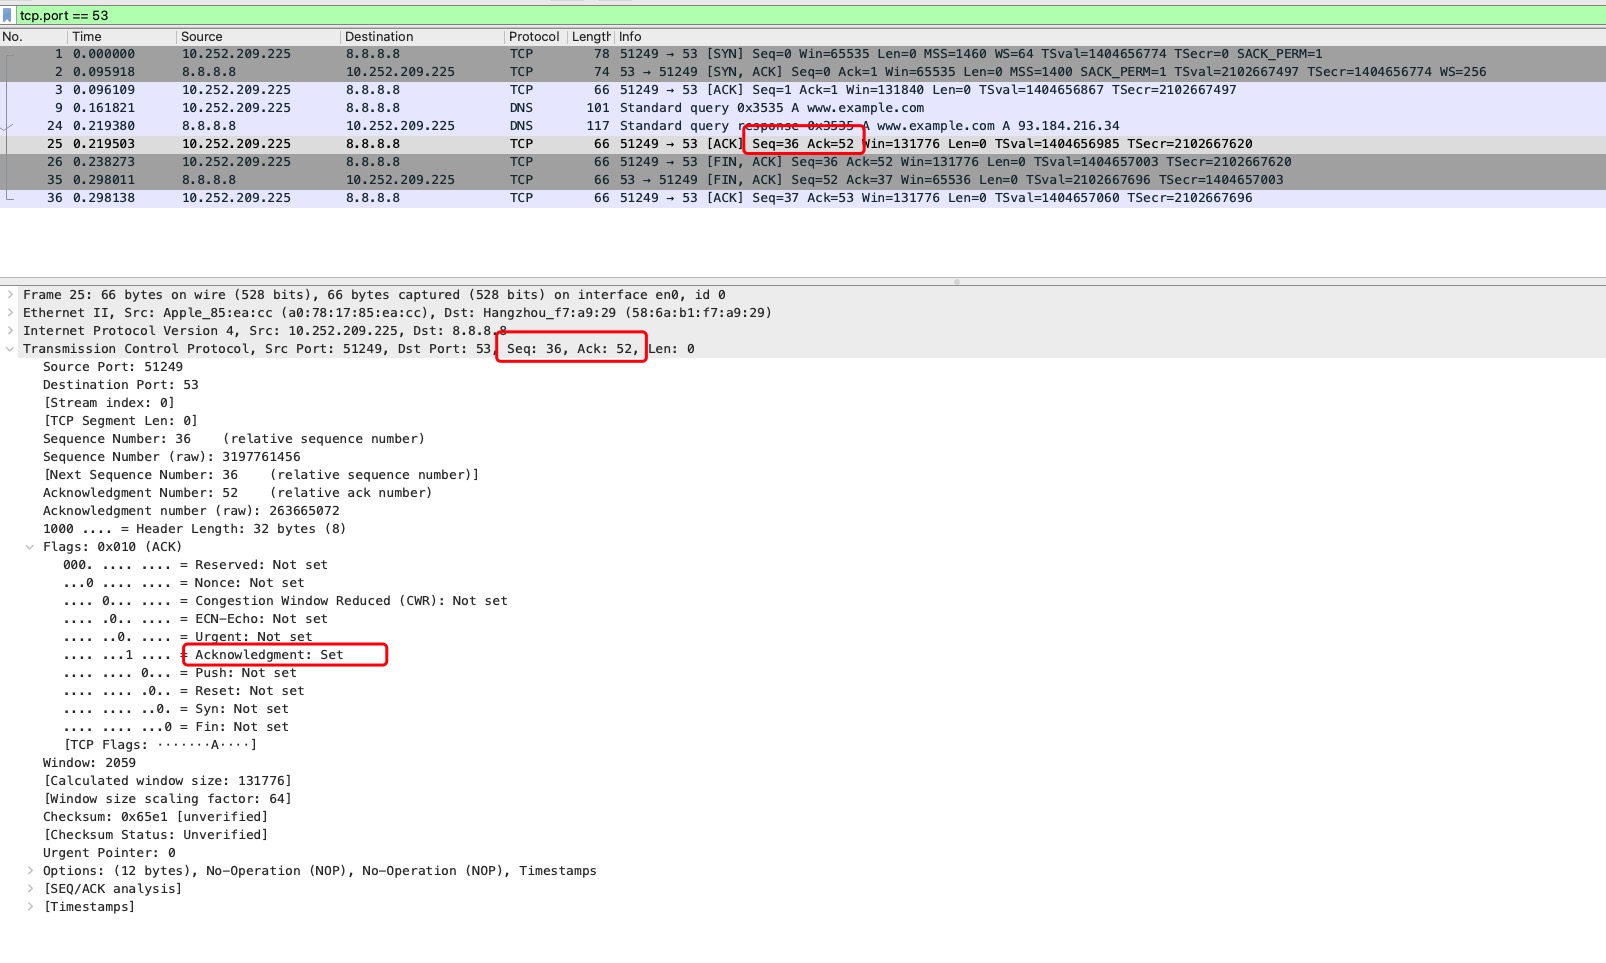 tcp.port == 53
No. Time Source Destination Protocol Length Info
1 0.000000 10.252.209.225 8.8.8.8 TCP 78 51249 → 53 [SYN] Seq=0 Win=65535 Len=0 MSS=1460 WS=64 TSval=1404656774 TSecr=0 SACK_PERM=1
2 0.095918 8.8.8.8 10.252.209.225 TCP 74 53 → 51249 [SYN, ACK] Seq=0 Ack=1 Win=65535 Len=0 MSS=1400 SACK_PERM=1 TSval=2102667497 TSecr=1404656774 WS=256
3 0.096109 10.252.209.225 8.8.8.8 TCP 66 51249 → 53 [ACK] Seq=1 Ack=1 Win=131840 Len=0 TSval=1404656867 TSecr=2102667497
9 0.161821 10.252.209.225 8.8.8.8 DNS 101 Standard query 0x3535 A www.example.com
24 0.219380 8.8.8.8 10.252.209.225 DNS 117 Standard query response 0x3535 A www.example.com A 93.184.216.34
25 0.219503 10.252.209.225 8.8.8.8 TCP 66 51249 → 53 [ACK] Seq=36 Ack=52 Win=131776 Len=0 TSval=1404656985 TSecr=2102667620
26 0.238273 10.252.209.225 8.8.8.8 TCP 66 51249 → 53 [FIN, ACK] Seq=36 Ack=52 Win=131776 Len=0 TSval=1404657003 TSecr=2102667620
35 0.298011 8.8.8.8 10.252.209.225 TCP 66 53 → 51249 [FIN, ACK] Seq=52 Ack=37 Win=65536 Len=0 TSval=2102667696 TSecr=1404657003
36 0.298138 10.252.209.225 8.8.8.8 TCP 66 51249 → 53 [ACK] Seq=37 Ack=53 Win=131776 Len=0 TSval=1404657060 TSecr=2102667696
Frame 25: 66 bytes on wire (528 bits), 66 bytes captured (528 bits) on interface en0, id 0
Ethernet II, Src: Apple_85:ea:cc (a0:78:17:85:ea:cc), Dst: Hangzhou_f7:a9:29 (58:6a:b1:f7:a9:29)
Internet Protocol Version 4, Src: 10.252.209.225, Dst: 8.8.8.8
Transmission Control Protocol, Src Port: 51249, Dst Port: 53, Seq: 36, Ack: 52, Len: 0
Source Port: 51249
Destination Port: 53
[Stream index: 0]
[TCP Segment Len: 0]
Sequence Number: 36 (relative sequence number)
Sequence Number (raw): 3197761456
[Next Sequence Number: 36 (relative sequence number)]
Acknowledgment Number: 52 (relative ack number)
Acknowledgment number (raw): 263665072
1000 .... = Header Length: 32 bytes (8)
Flags: 0x010 (ACK)
000. .... .... = Reserved: Not set
...0 .... .... = Nonce: Not set
.... 0... .... = Congestion Window Reduced (CWR): Not set
.... .0.. .... = ECN-Echo: Not set
.... ..0. .... = Urgent: Not set
.... ...1 .... = Acknowledgment: Set
.... .... 0... = Push: Not set
.... .... .0.. = Reset: Not set
.... .... ..0. = Syn: Not set
.... .... ...0 = Fin: Not set
[TCP Flags: ·······A····]
Window: 2059
[Calculated window size: 131776]
[Window size scaling factor: 64]
Checksum: 0x65e1 [unverified]
[Checksum Status: Unverified]
Urgent Pointer: 0
Options: (12 bytes), No-Operation (NOP), No-Operation (NOP), Timestamps
[SEQ/ACK analysis]
[Timestamps]